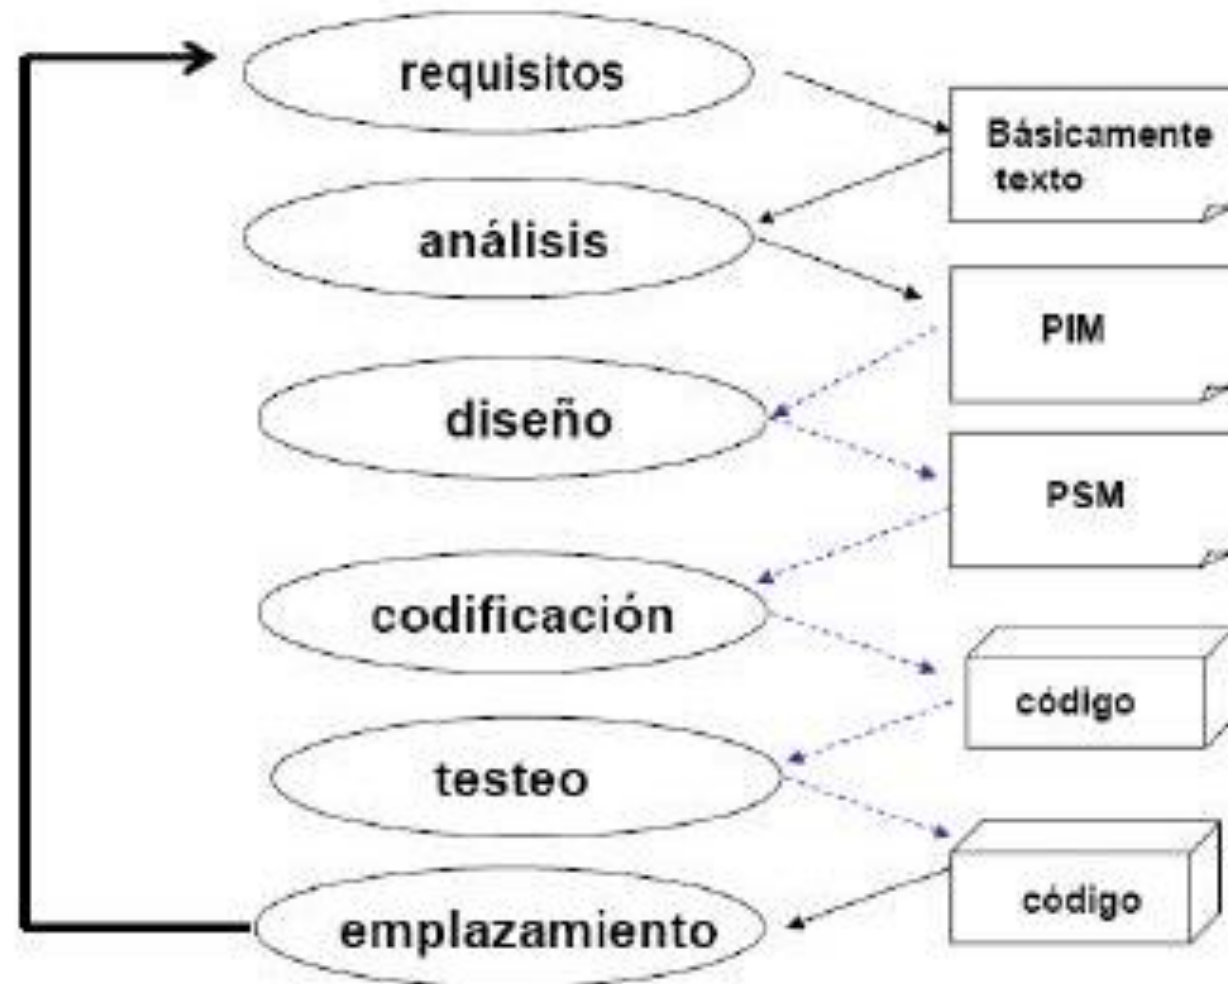 requisitos
Básicamente
texto
análisis
PIM
diseño
PSM
codificación
código
testeo
código
emplazamiento